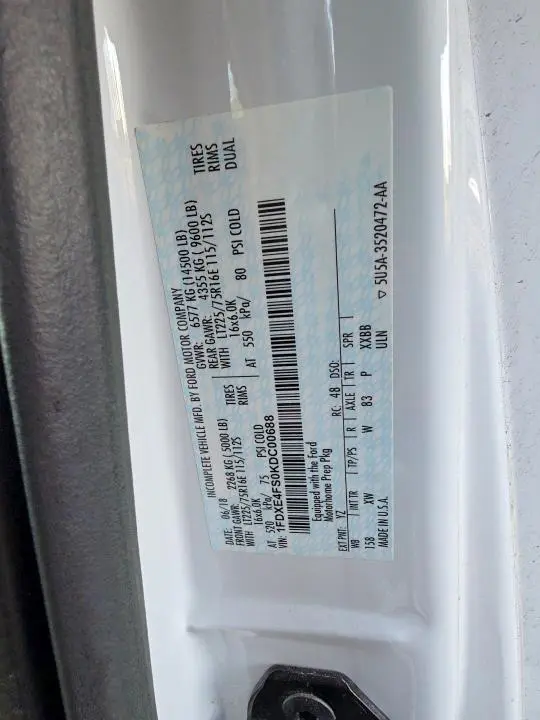 INCOMPLETE VEHICLE MFD. BY FORD MOTOR COMPANY
DATE: 06/18 GVWR: 6577 KG (14500 LB)
FRONT GAWR: 2268 KG (5000 LB) REAR GAWR: 4355 KG (9600 LB)
WITH LT225/75R16E 115/112S TIRES WITH LT225/75R16E 115/112S TIRES
16x6.0K RIMS 16x6.0K RIMS
AT 520 kPa/ 75 PSI COLD AT 550 kPa/ 80 PSI COLD DUAL
VIN: 1FDXE4FS0KDC00688
Equipped with the Ford
Motorhome Prep Pkg
EXT PNT: YZ RC: 48 DSO:
WB INT TR TP/PS R AXLE TR SPR
158 XW W 83 P XXBB
MADE IN U.S.A. ULN
▽ 5U5A-3520472-AA